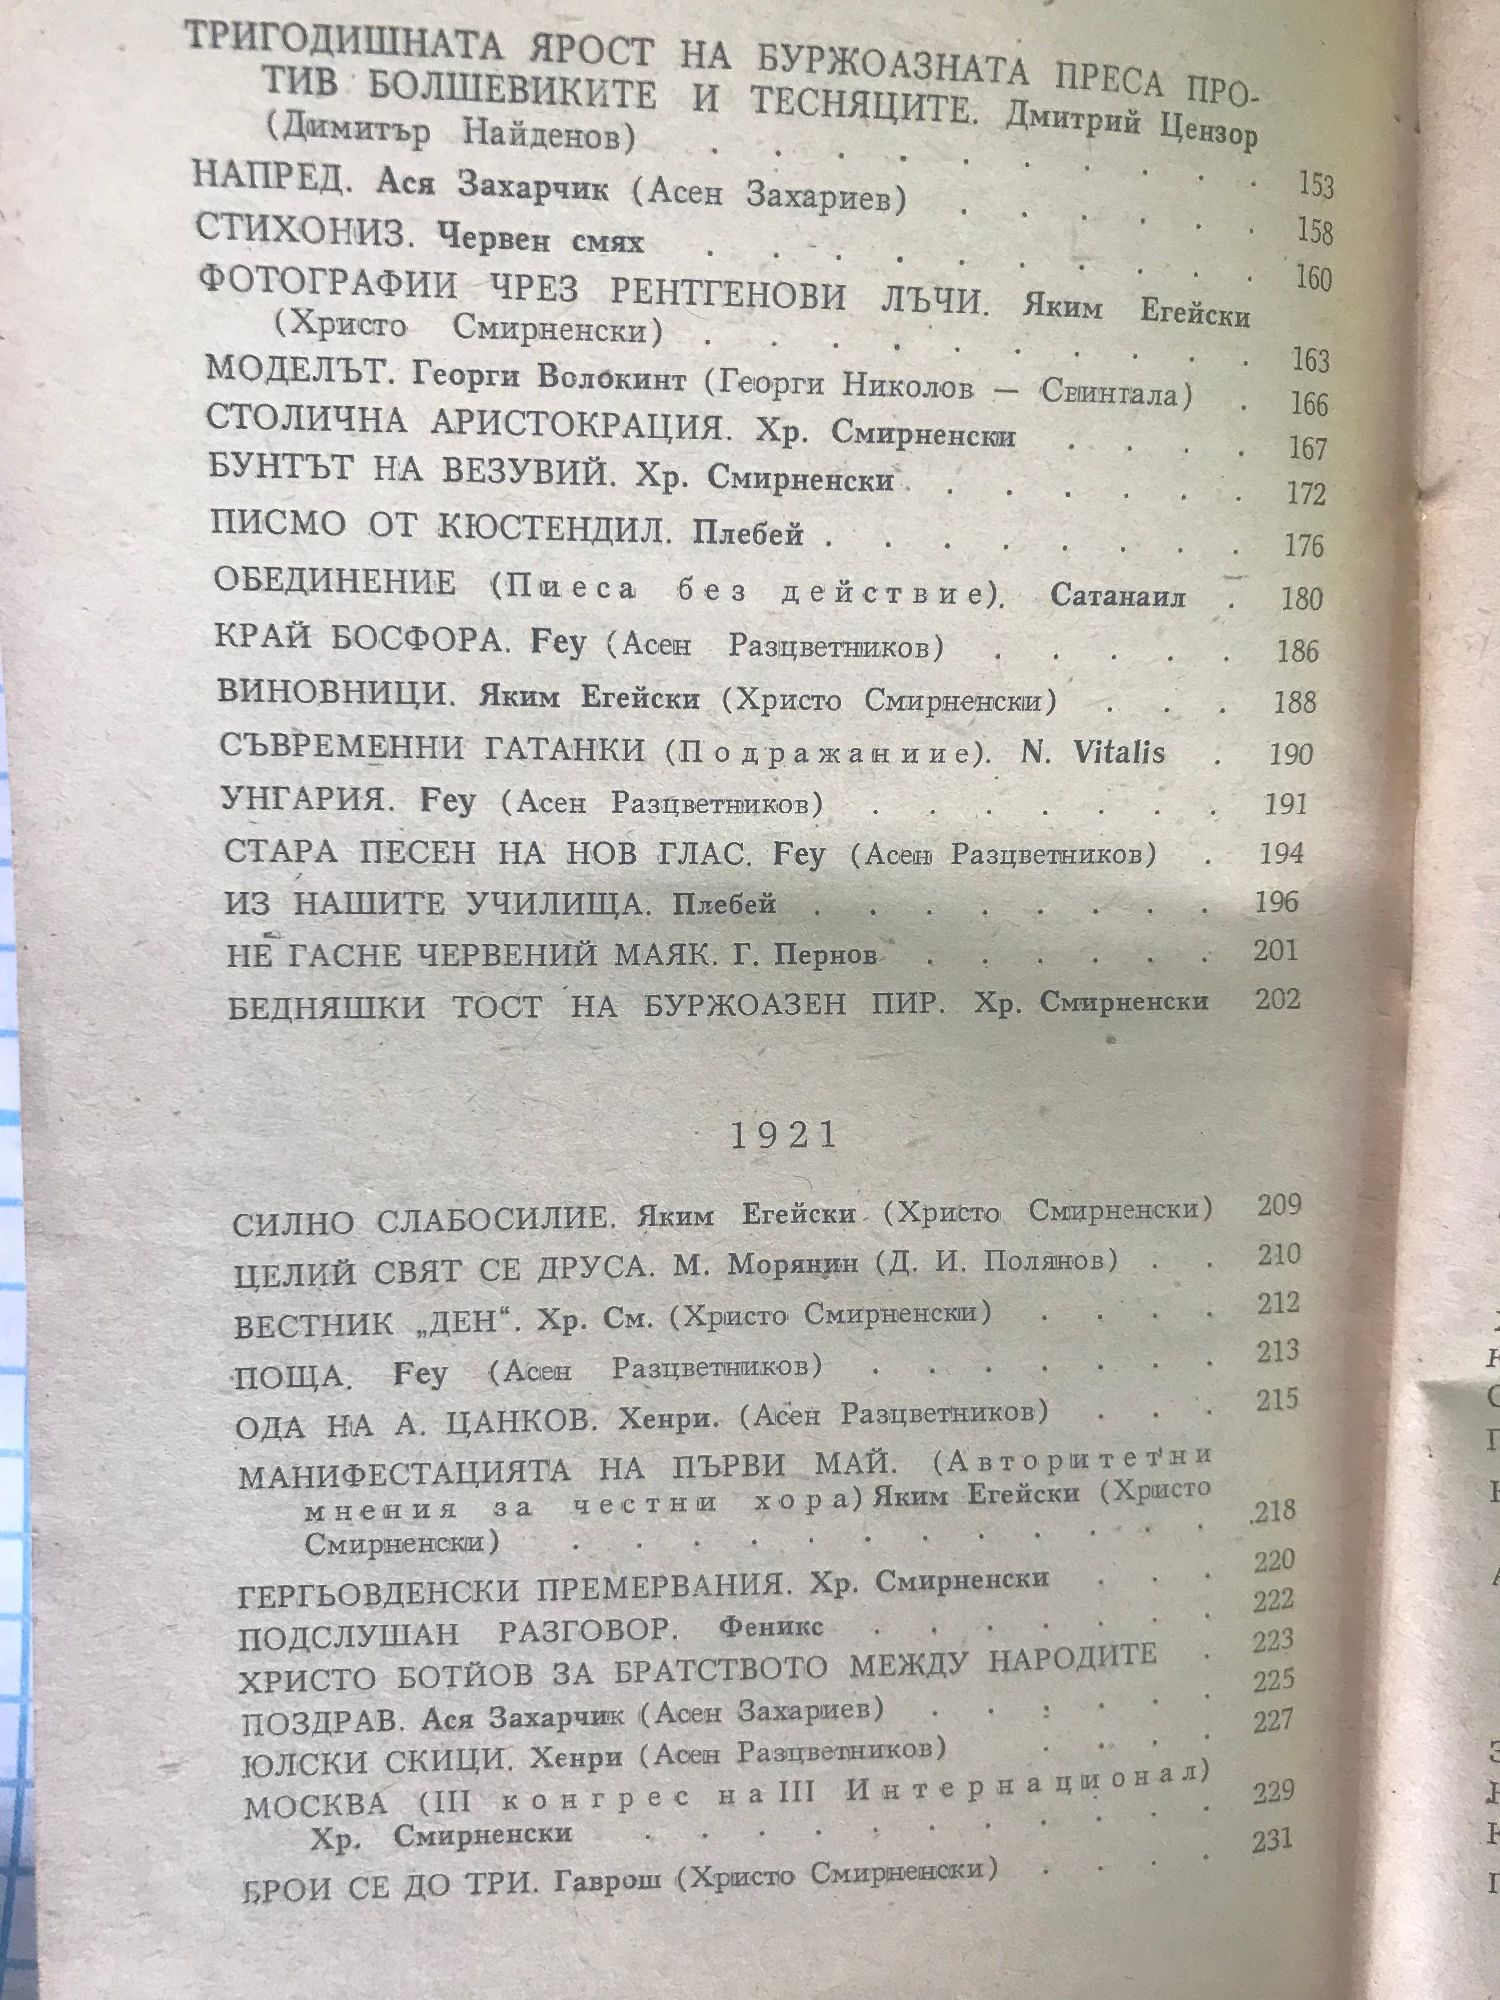 ТРИГОДИШНАТА ЯРОСТ НА БУРЖОАЗНАТА ПРЕСА ПРО-
ТИВ БОЛШЕВИКИТЕ И ТЕСНЯЦИТЕ. Дмитрий Цензор
(Димитър Найденов) . . . . . . . . . 153
НАПРЕД. Ася Захарчик (Асен Захариев) . . . . . . 158
СТИХОНИЗ. Червен смях . . . . . . . . . . 160
ФОТОГРАФИИ ЧРЕЗ РЕНТГЕНОВИ ЛЪЧИ. Яким Егейски
(Христо Смирненски) . . . . . . . . . 163
МОДЕЛЪТ. Георги Волокинт (Георги Николов — Свинтала) . 166
СТОЛИЧНА АРИСТОКРАЦИЯ. Хр. Смирненски . . . . 167
БУНТЪТ НА ВЕЗУВИЙ. Хр. Смирненски . . . . . . 172
ПИСМО ОТ КЮСТЕНДИЛ. Плебей . . . . . . . . 176
ОБЕДИНЕНИЕ (Пиеса без действие). Сатанаил . 180
КРАЙ БОСФОРА. Fey (Асен Разцветников) . . . . . 186
ВИНОВНИЦИ. Яким Егейски (Христо Смирненски) . . . 188
СЪВРЕМЕННИ ГАТАНКИ (Подражаниие). N. Vitalis . 190
УНГАРИЯ. Fey (Асен Разцветников) . . . . . . . 191
СТАРА ПЕСЕН НА НОВ ГЛАС. Fey (Асен Разцветников) . 194
ИЗ НАШИТЕ УЧИЛИЩА. Плебей . . . . . . . . 196
НЕ ГАСНЕ ЧЕРВЕНИЙ МАЯК. Г. Пернов . . . . . . 201
БЕДНЯШКИ ТОСТ НА БУРЖОАЗЕН ПИР. Хр. Смирненски 202
1921
СИЛНО СЛАБОСИЛИЕ. Яким Егейски (Христо Смирненски) 209
ЦЕЛИЙ СВЯТ СЕ ДРУСА. М. Морянин (Д. И. Полянов) . . 210
ВЕСТНИК „ДЕН“. Хр. См. (Христо Смирненски) . . . . 212
ПОЩА. Fey (Асен Разцветников) . . . . . . . 213
ОДА НА А. ЦАНКОВ. Хенри. (Асен Разцветников) . . . 215
МАНИФЕСТАЦИЯТА НА ПЪРВИ МАЙ. (Авторитетни
мнения за честни хора) Яким Егейски (Христо
Смирненски) . . . . . . . . . . 218
ГЕРГЬОВДЕНСКИ ПРЕМЕРВАНИЯ. Хр. Смирненски . . . 220
ПОДСЛУШАН РАЗГОВОР. Феникс . . . . . . . 222
ХРИСТО БОТЙОВ ЗА БРАТСТВОТО МЕЖДУ НАРОДИТЕ . 223
ПОЗДРАВ. Ася Захарчик (Асен Захариев) . . . . . . 225
ЮЛСКИ СКИЦИ. Хенри (Асен Разцветников) . . . . 227
МОСКВА (III конгрес на III Интернационал)
Хр. Смирненски . . . . . . . . . . 229
БРОИ СЕ ДО ТРИ. Гаврош (Христо Смирненски) . . . . 231